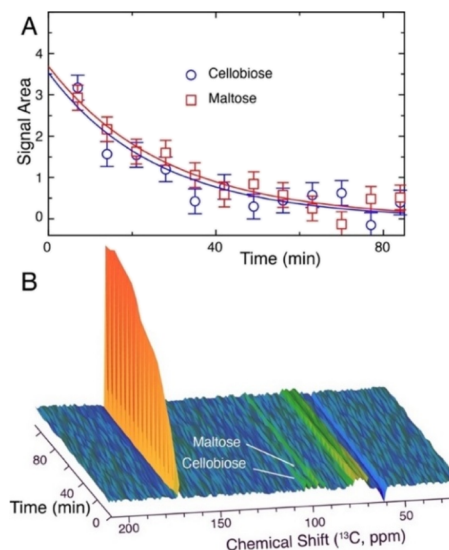 A
Signal Area
4
3
2
1
0
Cellobiose
Maltose
0
40
80
Time (min)
B
Maltose
Cellobiose
80
40
0
Time (min)
200
150
100
50
Chemical Shift (¹³C, ppm)